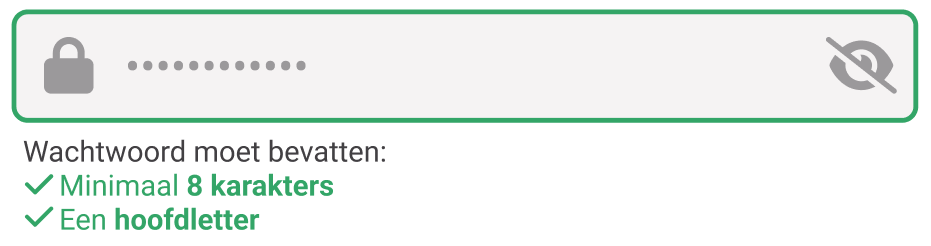 ••••••••••••
Wachtwoord moet bevatten:
Minimaal 8 karakters
Een hoofdletter